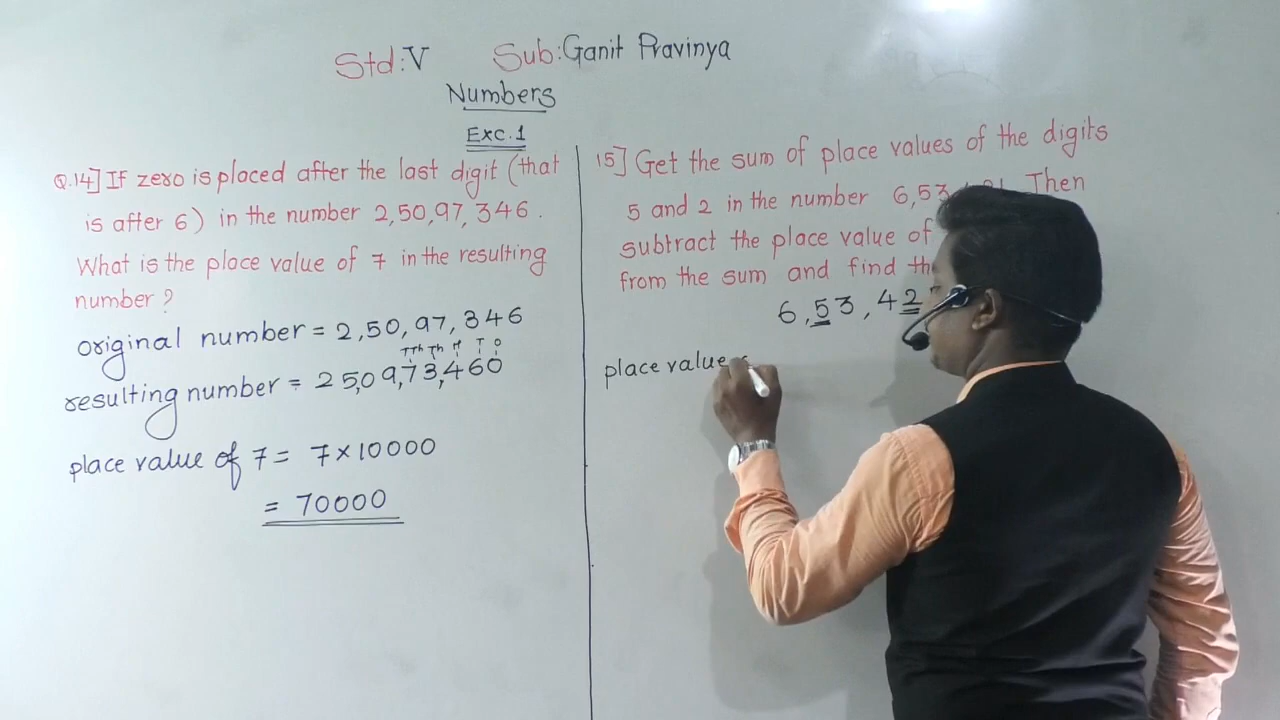 Std:V Sub:Ganit Pravinya
Numbers
Exc.1
Q.14] If zero is placed after the last digit (that
is after 6) in the number 2,50,97,346.
What is the place value of 7 in the resulting
number?
original number = 2,50,97,346
TTh Th H T O
resulting number = 25,09,73,460
place value of 7 = 7×10000
= 70000
15] Get the sum of place values of the digits
5 and 2 in the number 6,53 Then
subtract the place value of
from the sum and find
6,53,42
place value